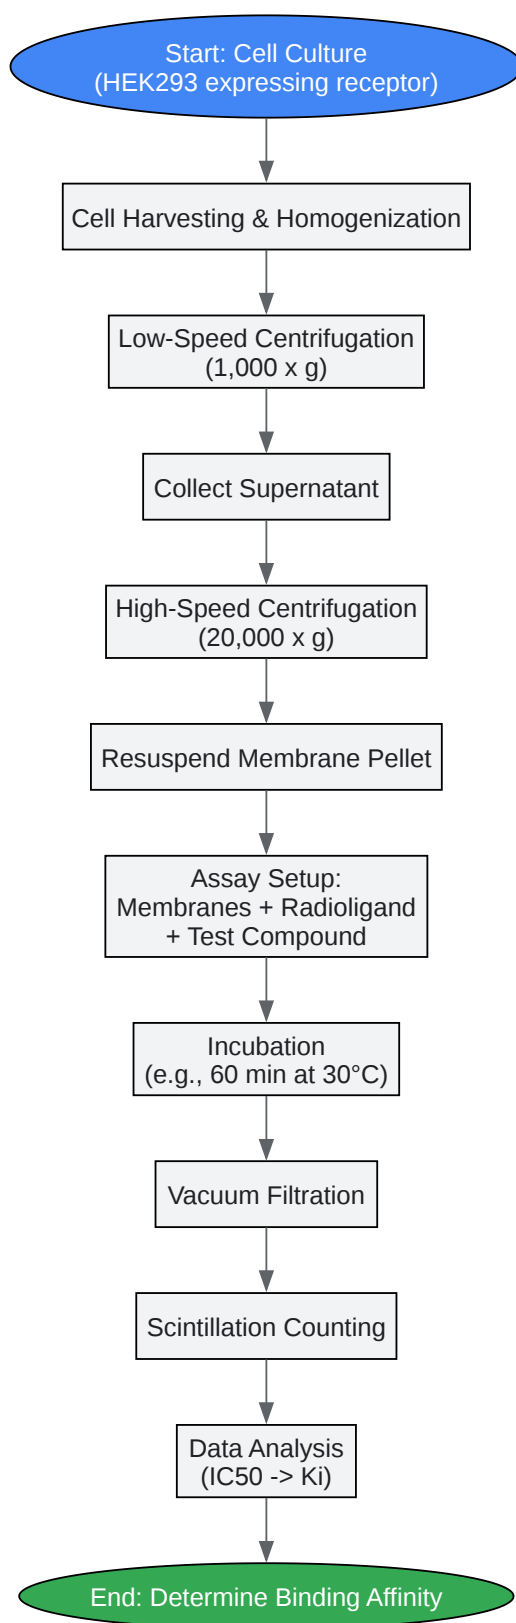 Start: Cell Culture
(HEK293 expressing receptor)
Cell Harvesting & Homogenization
Low-Speed Centrifugation
(1,000 x g)
Collect Supernatant
High-Speed Centrifugation
(20,000 x g)
Resuspend Membrane Pellet
Assay Setup:
Membranes + Radioligand
+ Test Compound
Incubation
(e.g., 60 min at 30°C)
Vacuum Filtration
Scintillation Counting
Data Analysis
(IC50 -> Ki)
End: Determine Binding Affinity